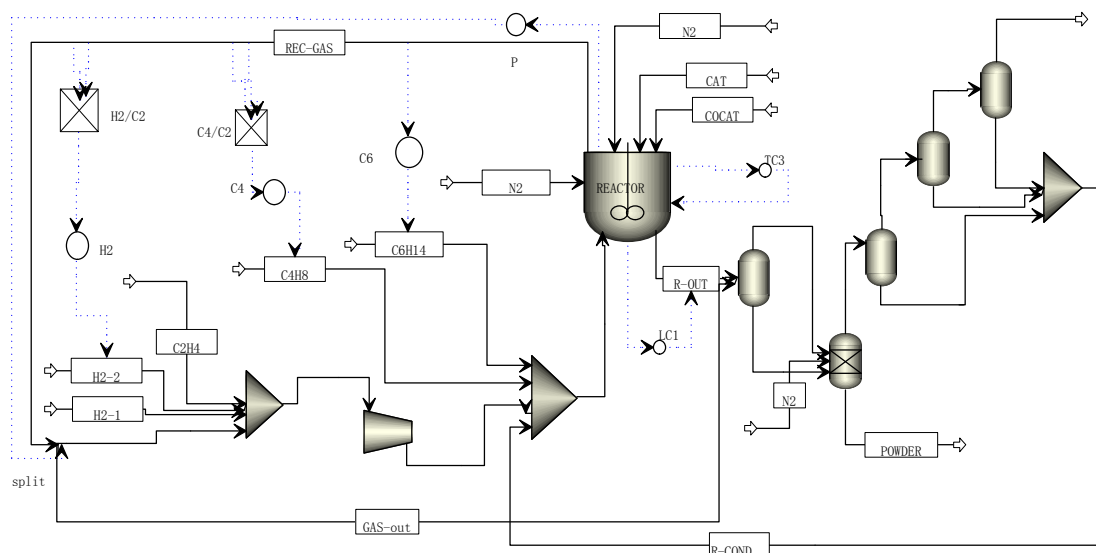 N2
REC-GAS
P
CAT
COCAT
H2/C2
C4/C2
C6
TC3
C4
N2
REACTOR
H2
C6H14
C4H8
R-OUT
LC1
C2H4
H2-2
N2
H2-1
POWDER
split
GAS-out
R-COND